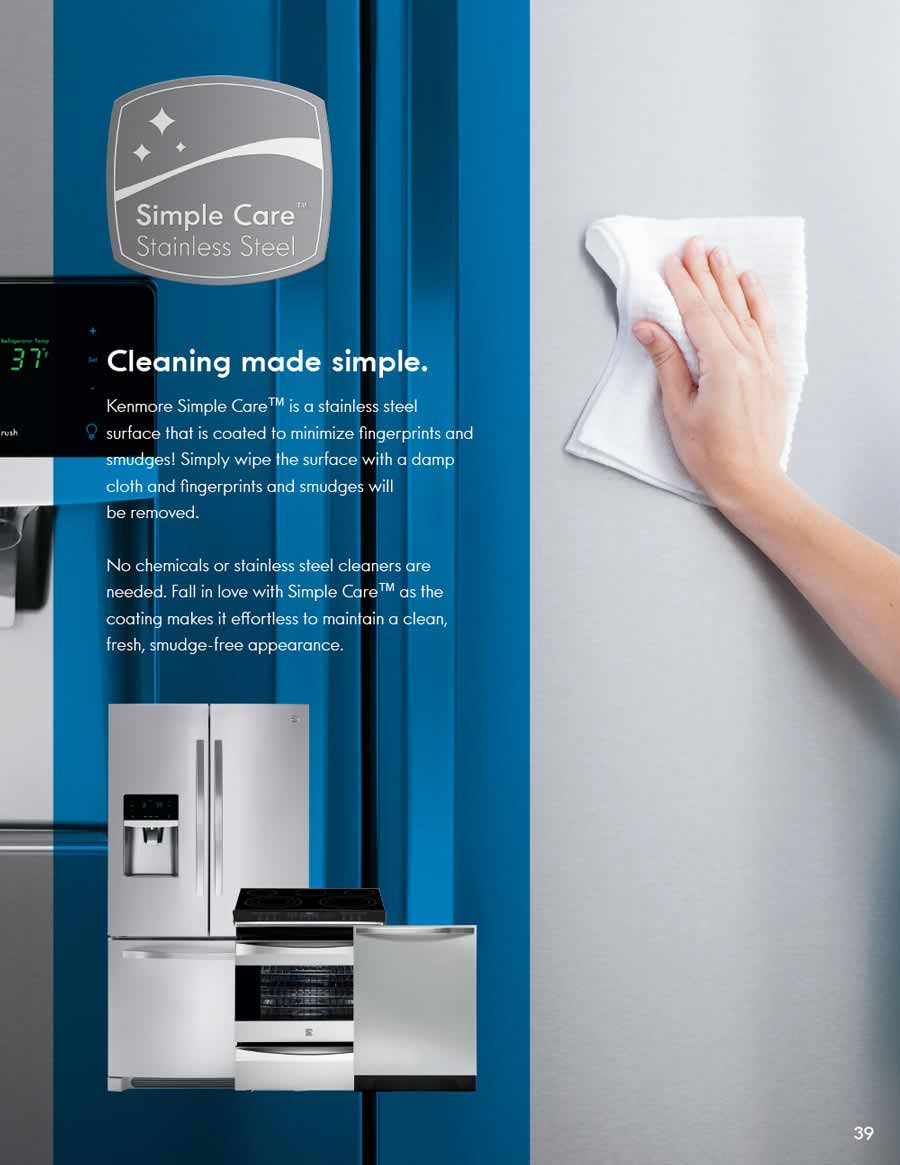 Simple Care™
Stainless Steel
Refrigerator Temp
37°F
+
Set
-
rush
Cleaning made simple.
Kenmore Simple Care™ is a stainless steel
surface that is coated to minimize fingerprints and
smudges! Simply wipe the surface with a damp
cloth and fingerprints and smudges will
be removed.
No chemicals or stainless steel cleaners are
needed. Fall in love with Simple Care™ as the
coating makes it effortless to maintain a clean,
fresh, smudge-free appearance.
39